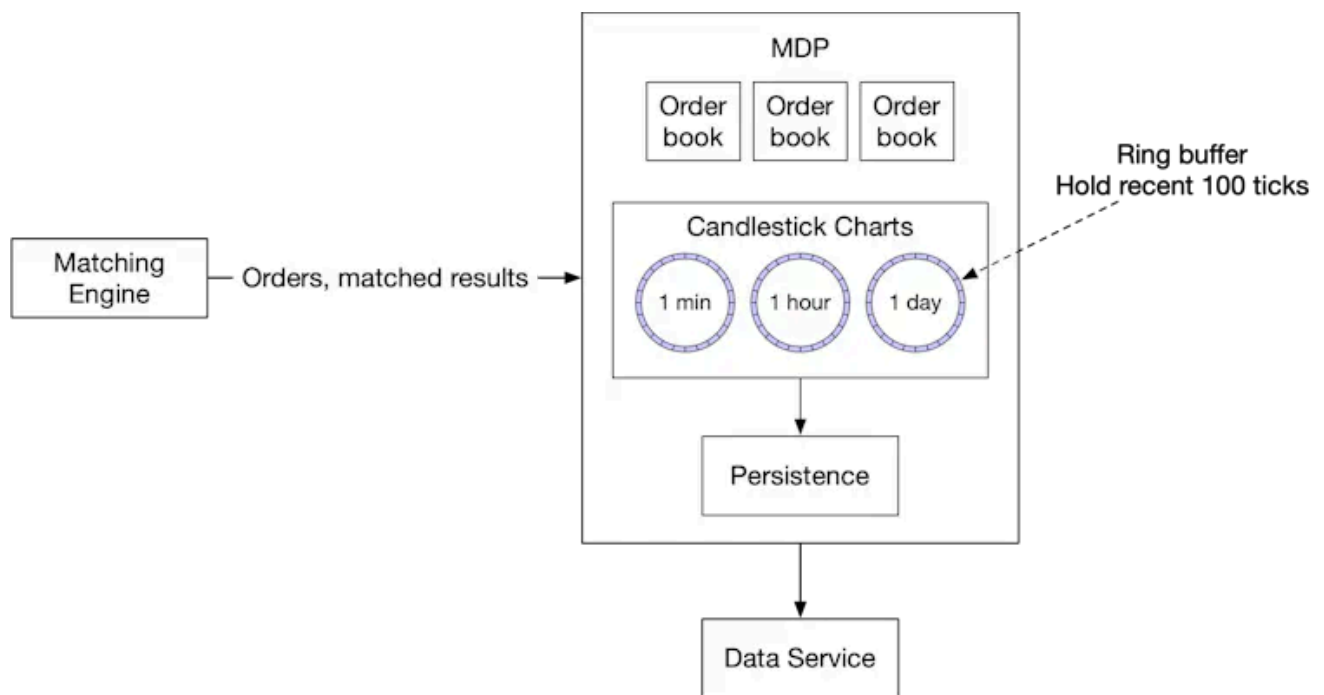 MDP
Order
book
Order
book
Order
book
Ring buffer
Hold recent 100 ticks
Candlestick Charts
Matching
Engine
Orders, matched results
1 min
1 hour
1 day
Persistence
Data Service